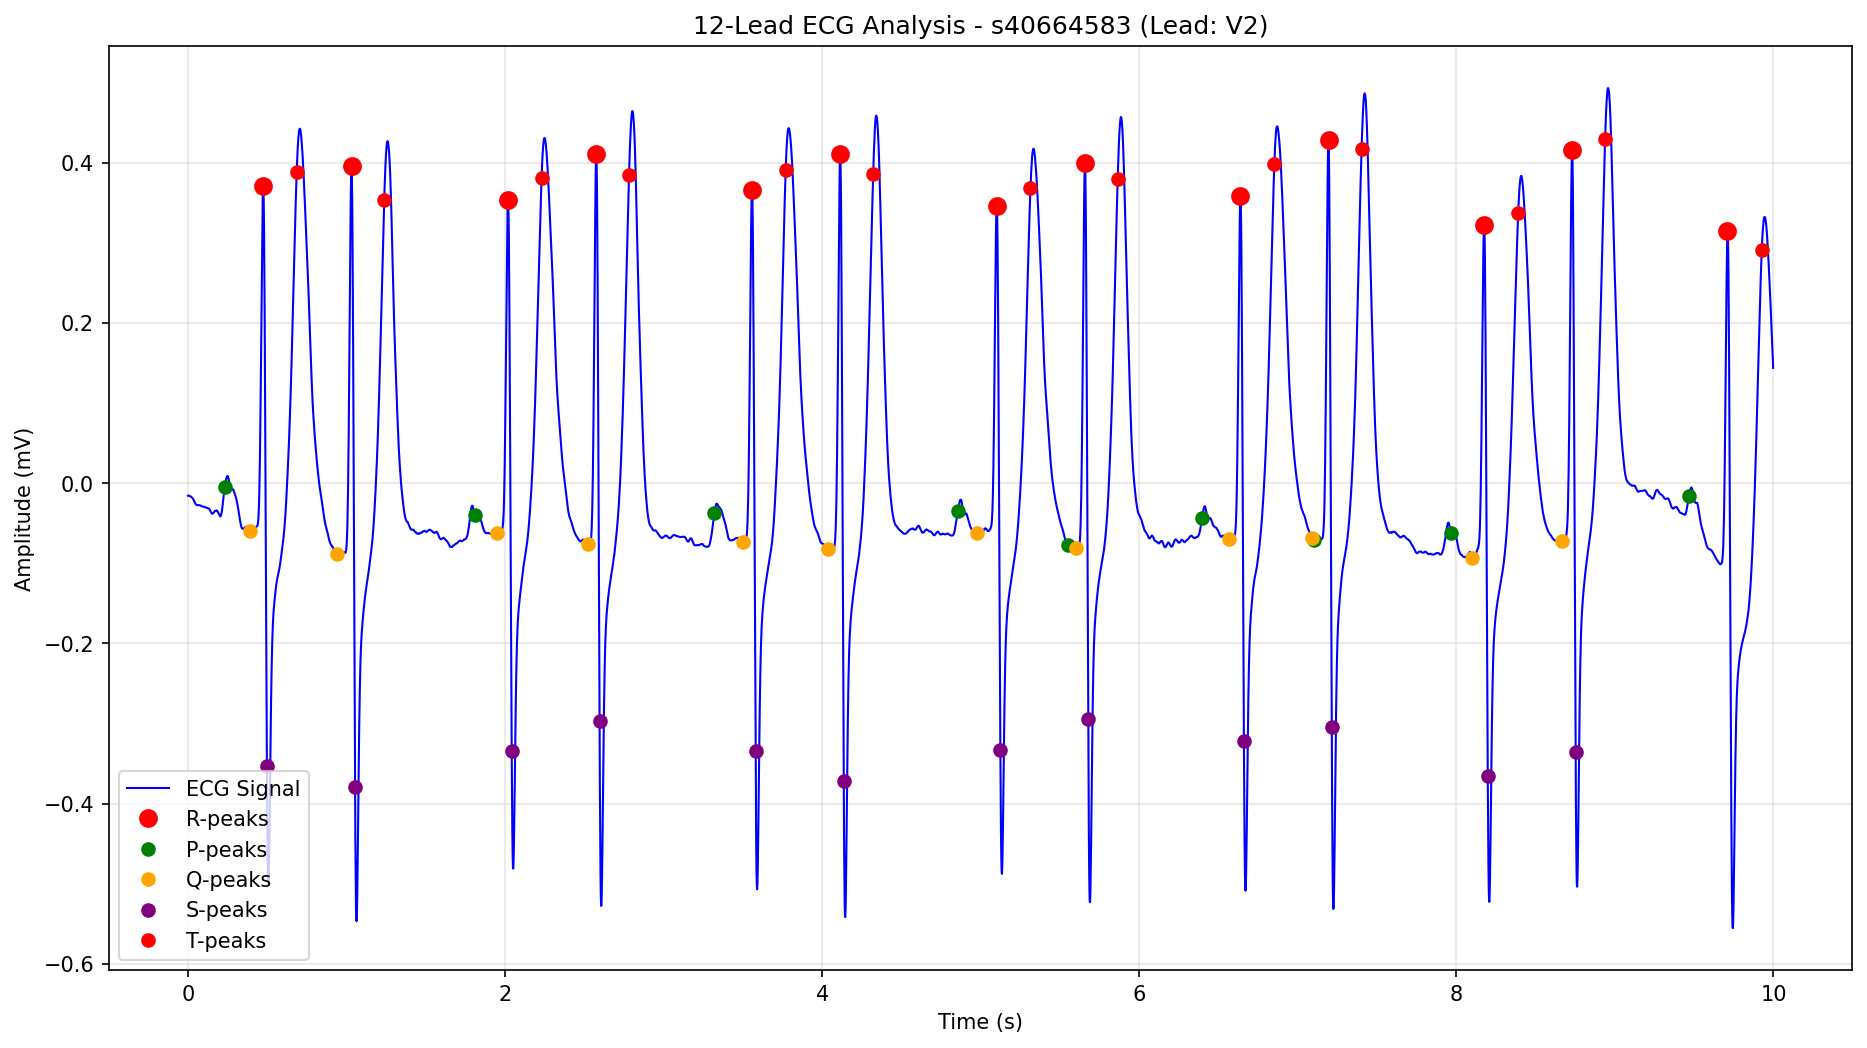 12-Lead ECG Analysis - s40664583 (Lead: V2)
Amplitude (mV)
0.4
0.2
0.0
−0.2
−0.4
−0.6
ECG Signal
R-peaks
P-peaks
Q-peaks
S-peaks
T-peaks
0 2 4 6 8 10
Time (s)